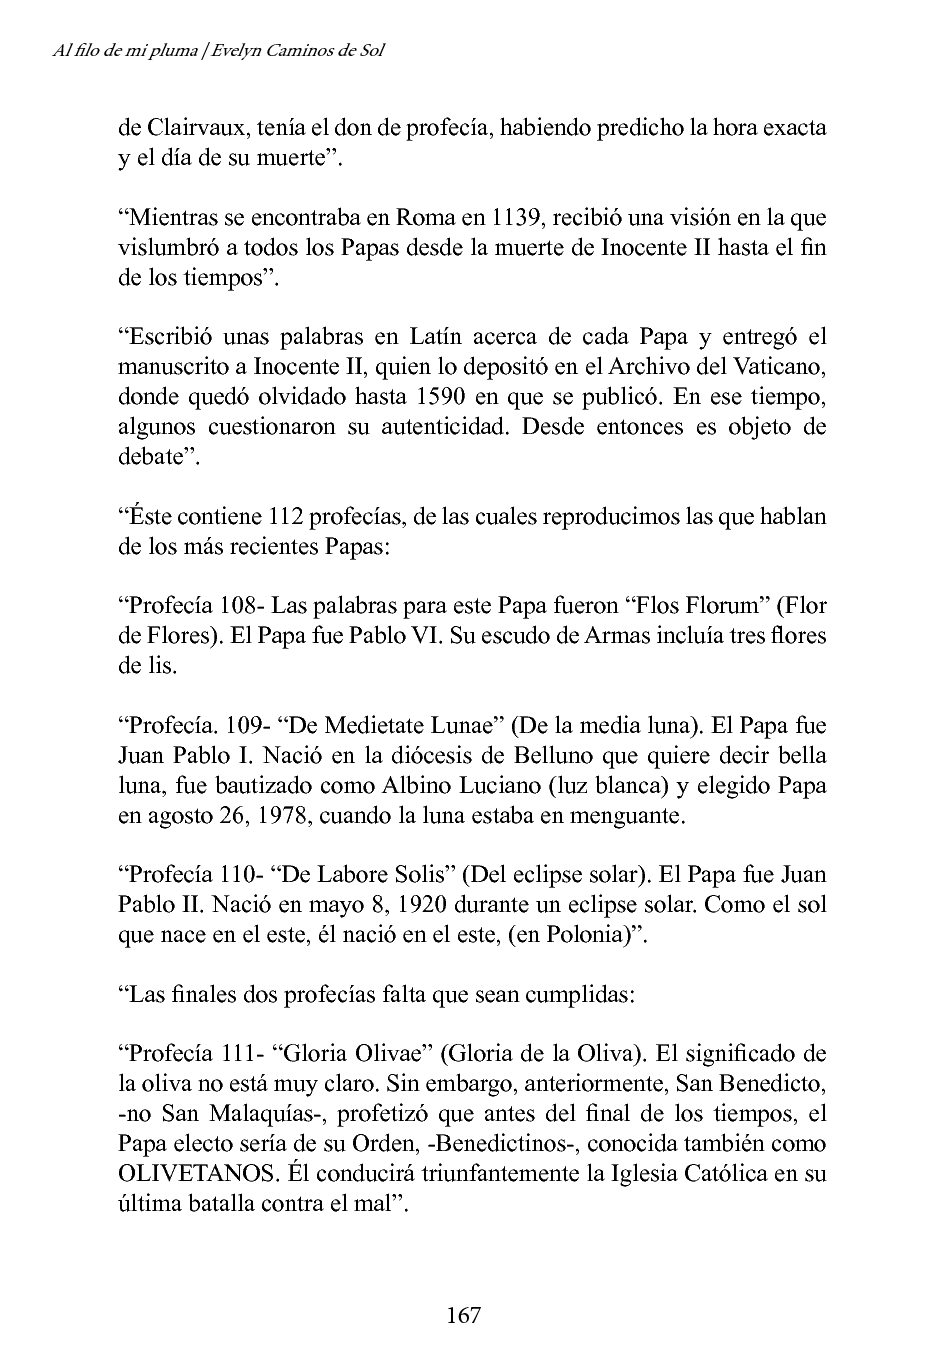 Al filo de mi pluma | Evelyn Caminos de Sol
de Clairvaux, tenía el don de profecía, habiendo predicho la hora exacta
y el día de su muerte”.
“Mientras se encontraba en Roma en 1139, recibió una visión en la que
vislumbró a todos los Papas desde la muerte de Inocente II hasta el fin
de los tiempos”.
“Escribió unas palabras en Latín acerca de cada Papa y entregó el
manuscrito a Inocente II, quien lo depositó en el Archivo del Vaticano,
donde quedó olvidado hasta 1590 en que se publicó. En ese tiempo,
algunos cuestionaron su autenticidad. Desde entonces es objeto de
debate”.
“Éste contiene 112 profecías, de las cuales reproducimos las que hablan
de los más recientes Papas:
“Profecía 108- Las palabras para este Papa fueron “Flos Florum” (Flor
de Flores). El Papa fue Pablo VI. Su escudo de Armas incluía tres flores
de lis.
“Profecía. 109- “De Medietate Lunae” (De la media luna). El Papa fue
Juan Pablo I. Nació en la diócesis de Belluno que quiere decir bella
luna, fue bautizado como Albino Luciano (luz blanca) y elegido Papa
en agosto 26, 1978, cuando la luna estaba en menguante.
“Profecía 110- “De Labore Solis” (Del eclipse solar). El Papa fue Juan
Pablo II. Nació en mayo 8, 1920 durante un eclipse solar. Como el sol
que nace en el este, él nació en el este, (en Polonia)”.
“Las finales dos profecías falta que sean cumplidas:
“Profecía 111- “Gloria Olivae” (Gloria de la Oliva). El significado de
la oliva no está muy claro. Sin embargo, anteriormente, San Benedicto,
-no San Malaquías-, profetizó que antes del final de los tiempos, el
Papa electo sería de su Orden, -Benedictinos-, conocida también como
OLIVETANOS. Él conducirá triunfantemente la Iglesia Católica en su
última batalla contra el mal”.
167